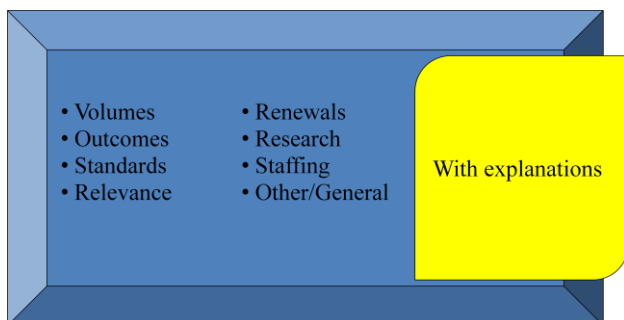 • Volumes
• Outcomes
• Standards
• Relevance
• Renewals
• Research
• Staffing
• Other/General
With explanations